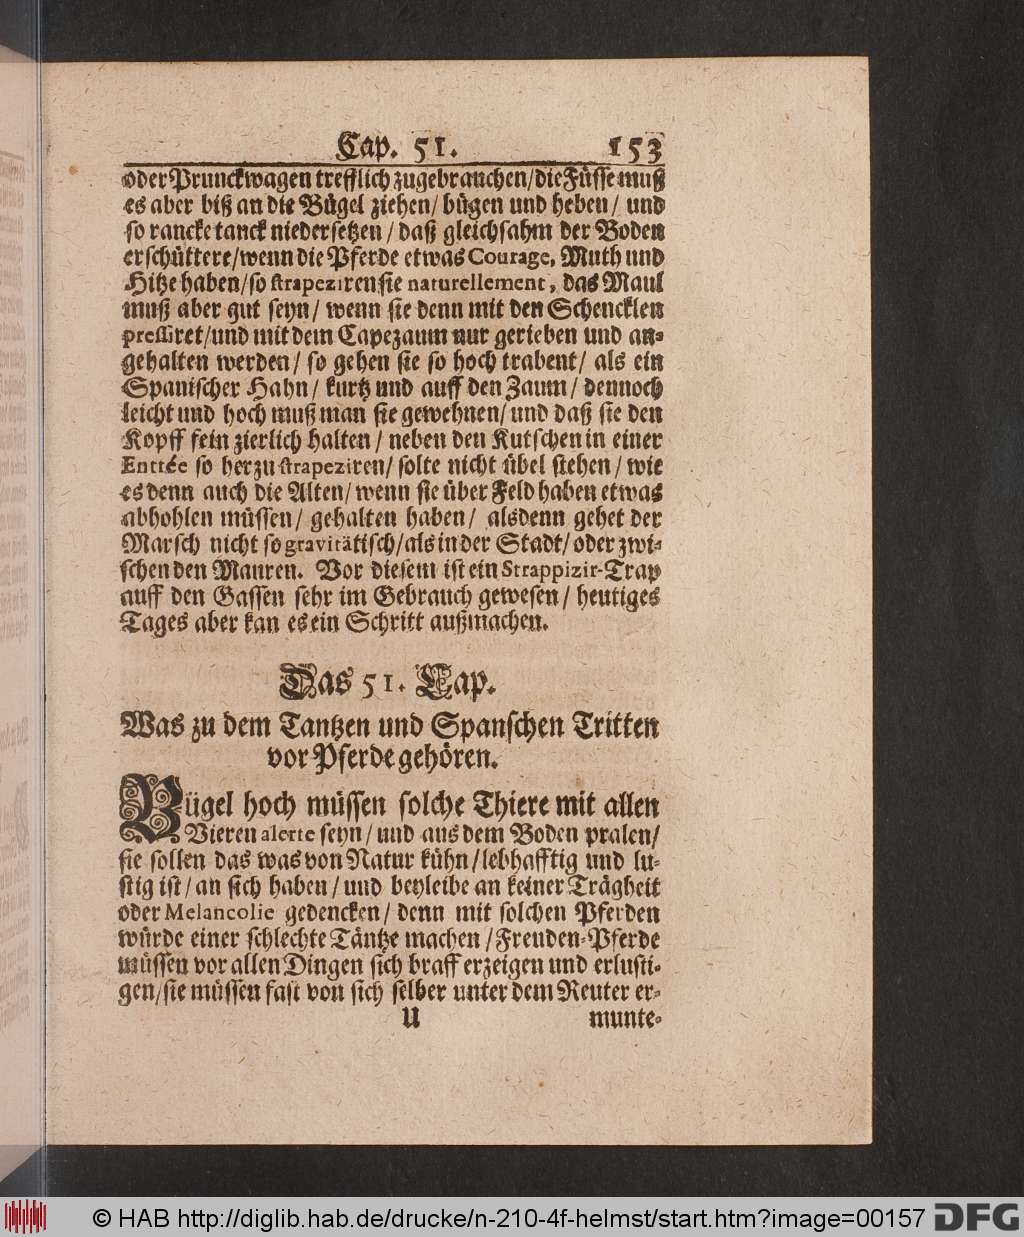 Cap. 51. 153
oder Prunckwagen trefflich zugebrauchen/ die Füsse muß
es aber biß an die Bügel ziehen/ bügen und heben/ und
so rancke tanck niedersetzen/ daß gleichsahm der Boden
erschüttere/ wenn die Pferde etwas Courage, Muth und
Hitze haben/ so strapeziren sie naturellement, das Maul
muß aber gut seyn/ wenn sie denn mit den Schencklen
pressiret/ und mit dem Capezaum nur gerieben und an-
gehalten werden/ so gehen sie so hoch trabent/ als ein
Spanischer Hahn/ kurtz und auff den Zaum/ dennoch
leicht und hoch muß man sie gewehnen/ und daß sie den
Kopff fein zierlich halten/ neben den Kutschen in einer
Enttée so herzu strapeziren/ solte nicht übel stehen/ wie
es denn auch die Alten/ wenn sie über Feld haben etwas
abhohlen müssen/ gehalten haben/ alsdenn gehet der
Marsch nicht so gravitätisch/ als in der Stadt/ oder zwi-
schen den Mauren. Vor diesem ist ein Strappizir-Trap
auff den Gassen sehr im Gebrauch gewesen/ heutiges
Tages aber kan es ein Schritt außmachen.
Das 51. Cap.
Was zu dem Tantzen und Spanschen Tritten
vor Pferde gehören.
Bügel hoch müssen solche Thiere mit allen
Vieren alerte seyn/ und aus dem Boden pralen/
sie sollen das was von Natur kühn/ lebhafftig und lu-
stig ist/ an sich haben/ und beyleibe an keiner Trägheit
oder Melancolie gedencken/ denn mit solchen Pferden
würde einer schlechte Täntze machen/ Freuden-Pferde
müssen vor allen Dingen sich braff erzeigen und erlusti-
gen/ sie müssen fast von sich selber unter dem Reuter er-
U munte-
© HAB http://diglib.hab.de/drucke/n-210-4f-helmst/start.htm?image=00157 DFG